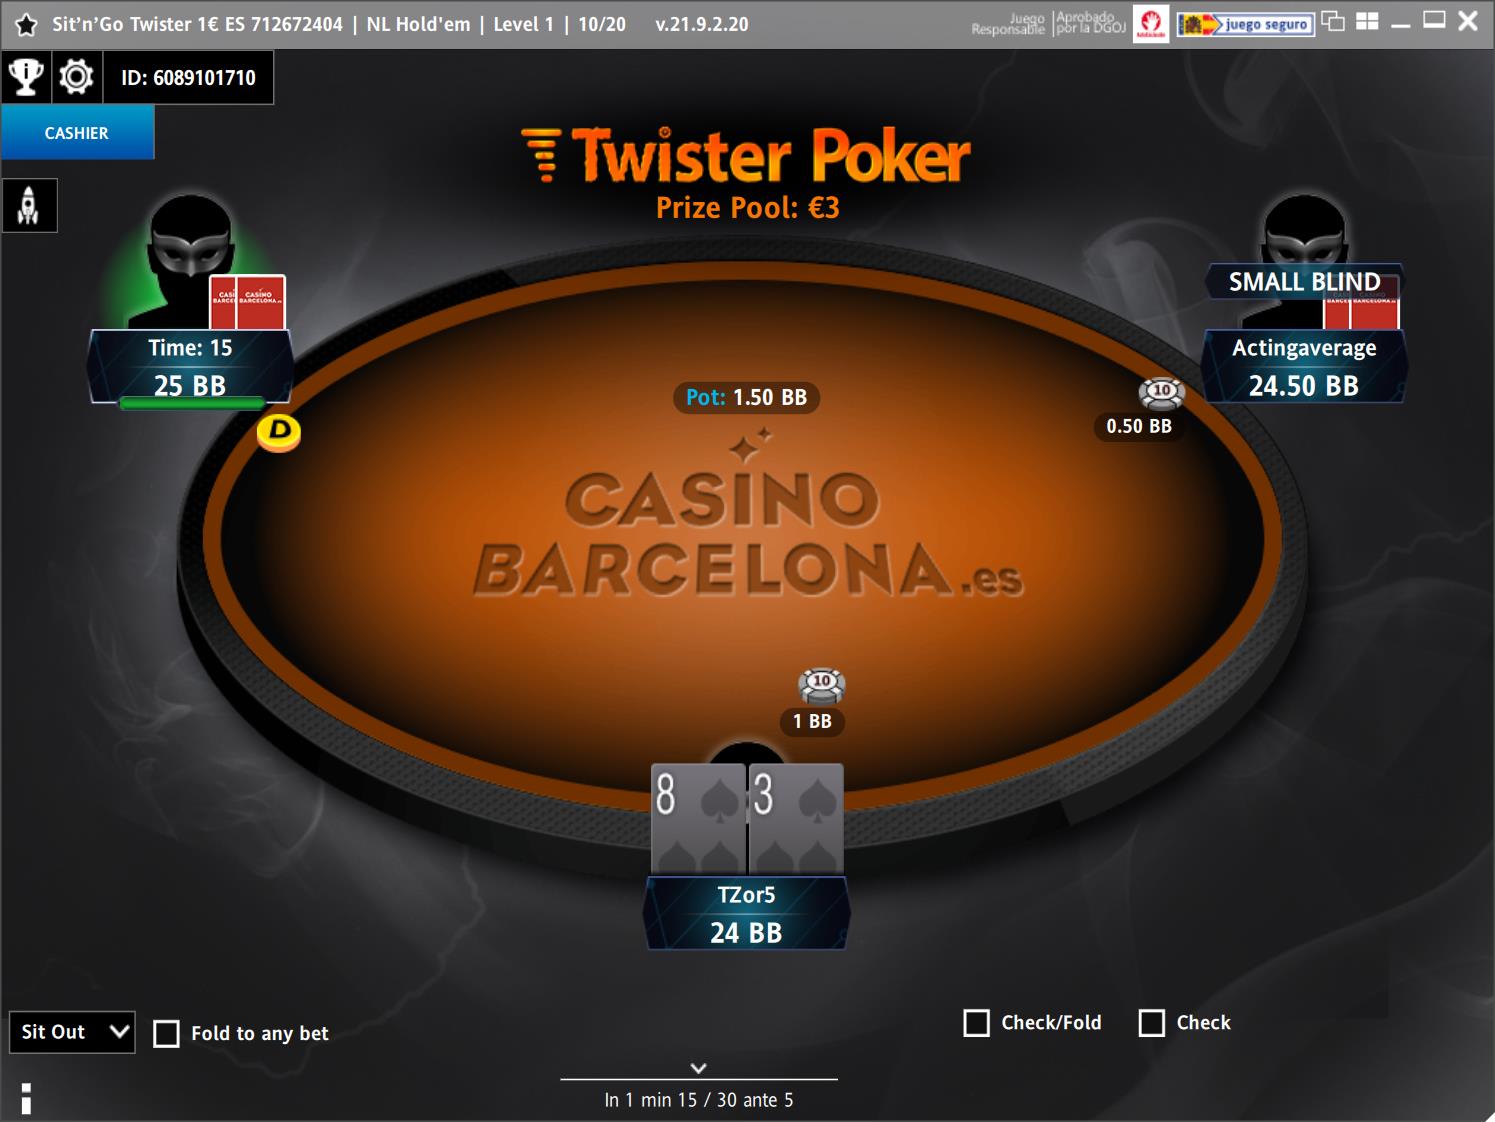 Sit'n'Go Twister 1€ ES 712672404 | NL Hold'em | Level 1 | 10/20 v.21.9.2.20
Juego Responsable
Aprobado por la DGOJ
juego seguro
ID: 6089101710
CASHIER
Twister Poker
Prize Pool: €3
CASINO BARCELONA.es
Time: 15
25 BB
D
SMALL BLIND
Actingaverage
24.50 BB
10
0.50 BB
Pot: 1.50 BB
CASINO
BARCELONA.es
10
1 BB
8 3
TZor5
24 BB
Sit Out
Fold to any bet
Check/Fold
Check
In 1 min 15 / 30 ante 5